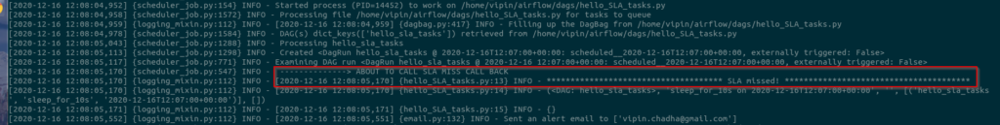 [2020-12-16 12:08:04,952] {scheduler_job.py:154} INFO - Started process (PID=14452) to work on /home/vipin/airflow/dags/hello_SLA_tasks.py
[2020-12-16 12:08:04,959] {scheduler_job.py:1572} INFO - Processing file /home/vipin/airflow/dags/hello_SLA_tasks.py for tasks to queue
[2020-12-16 12:08:04,960] {logging_mixin.py:112} INFO - [2020-12-16 12:08:04,959] {dagbag.py:417} INFO - Filling up the DagBag from /home/vipin/airflow/dags/hello_SLA_tasks.py
[2020-12-16 12:08:04,978] {scheduler_job.py:1584} INFO - DAG(s) dict_keys(['hello_sla_tasks']) retrieved from /home/vipin/airflow/dags/hello_SLA_tasks.py
[2020-12-16 12:08:05,043] {scheduler_job.py:1288} INFO - Processing hello_sla_tasks
[2020-12-16 12:08:05,113] {scheduler_job.py:1298} INFO - Created <DagRun hello_sla_tasks @ 2020-12-16T12:07:00+00:00: scheduled__2020-12-16T12:07:00+00:00, externally triggered: False>
[2020-12-16 12:08:05,117] {scheduler_job.py:771} INFO - Examining DAG run <DagRun hello_sla_tasks @ 2020-12-16 12:07:00+00:00: scheduled__2020-12-16T12:07:00+00:00, externally triggered: False>
[2020-12-16 12:08:05,170] {scheduler_job.py:547} INFO - --------------> ABOUT TO CALL SLA MISS CALL BACK
[2020-12-16 12:08:05,170] {logging_mixin.py:112} INFO - [2020-12-16 12:08:05,170] {hello_SLA_tasks.py:13} INFO - ******************************** SLA missed! ********************************************
[2020-12-16 12:08:05,170] {logging_mixin.py:112} INFO - [2020-12-16 12:08:05,170] {hello_SLA_tasks.py:14} INFO - (<DAG: hello_sla_tasks>, 'sleep_for_10s on 2020-12-16T12:07:00+00:00', '', [('hello_sla_tasks', 'sleep_for_10s', '2020-12-16T12:07:00+00:00')], [])
[2020-12-16 12:08:05,171] {logging_mixin.py:112} INFO - [2020-12-16 12:08:05,171] {hello_SLA_tasks.py:15} INFO - {}
[2020-12-16 12:08:05,552] {logging_mixin.py:112} INFO - [2020-12-16 12:08:05,551] {email.py:132} INFO - Sent an alert email to ['vipin.chadha@gmail.com']